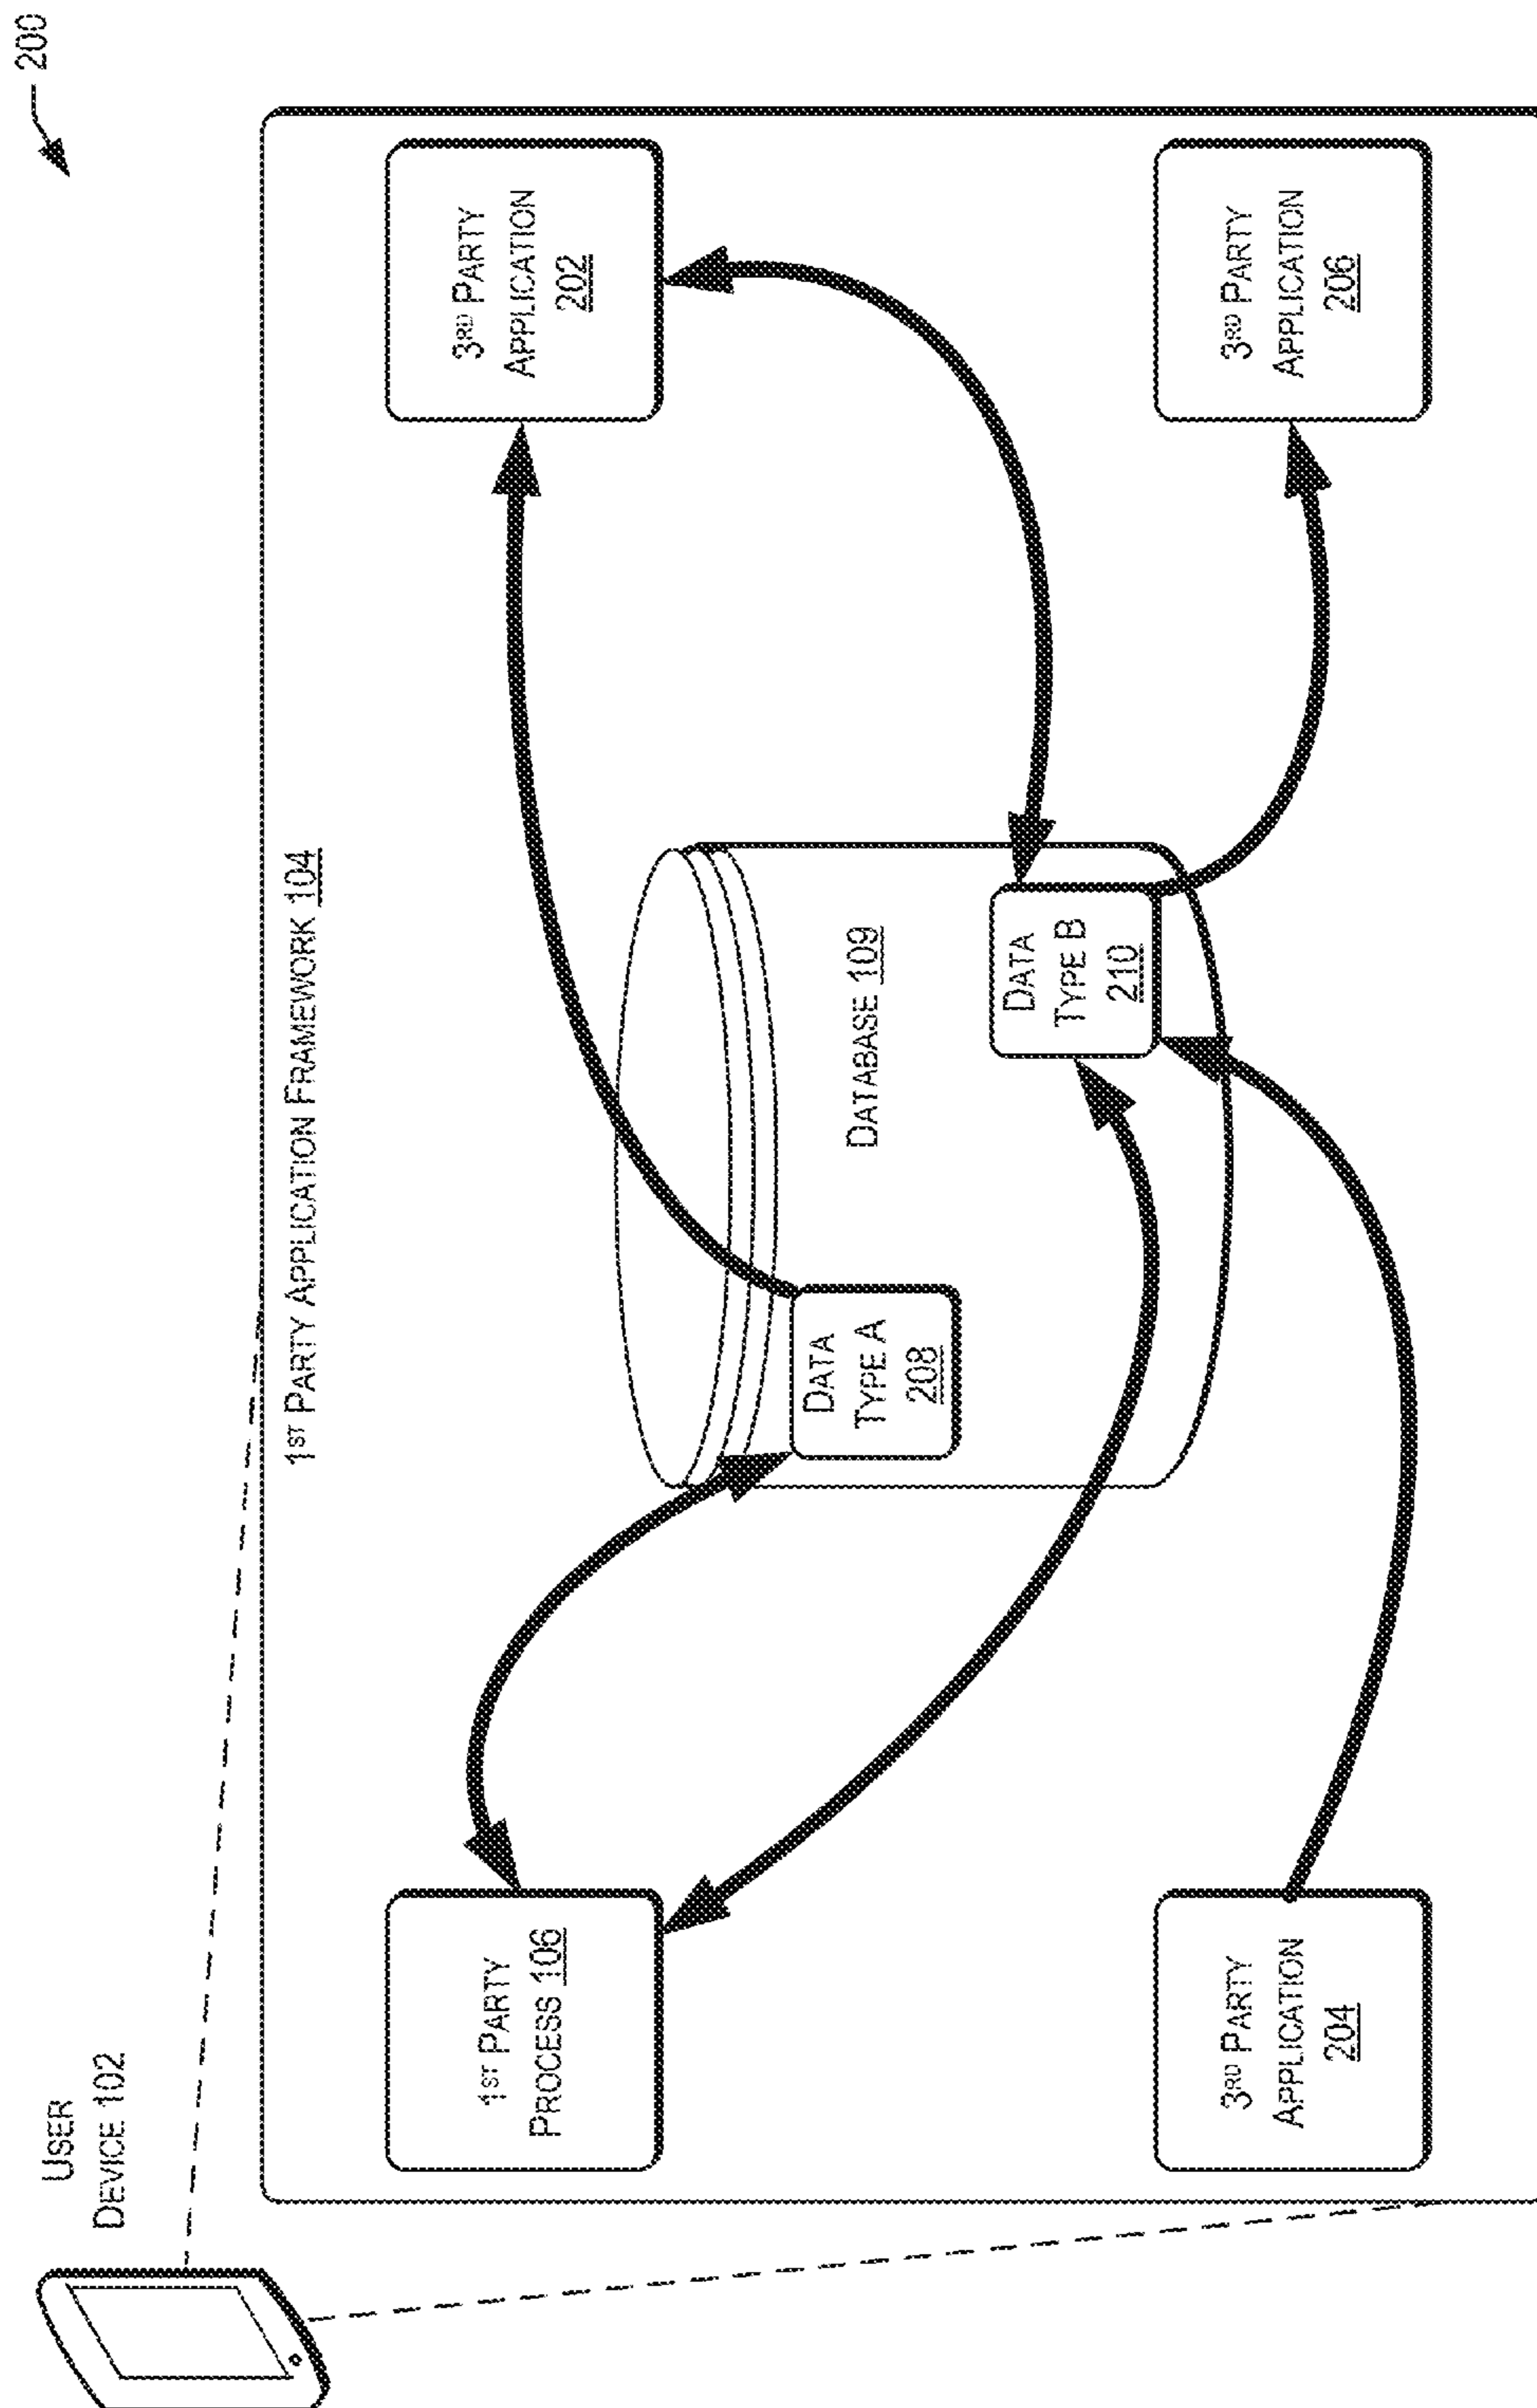 200
USER
DEVICE 102
1ST PARTY APPLICATION FRAMEWORK 104
1ST PARTY
PROCESS 106
3RD PARTY
APPLICATION
202
DATABASE 109
DATA
TYPE A
208
DATA
TYPE B
210
3RD PARTY
APPLICATION
204
3RD PARTY
APPLICATION
206